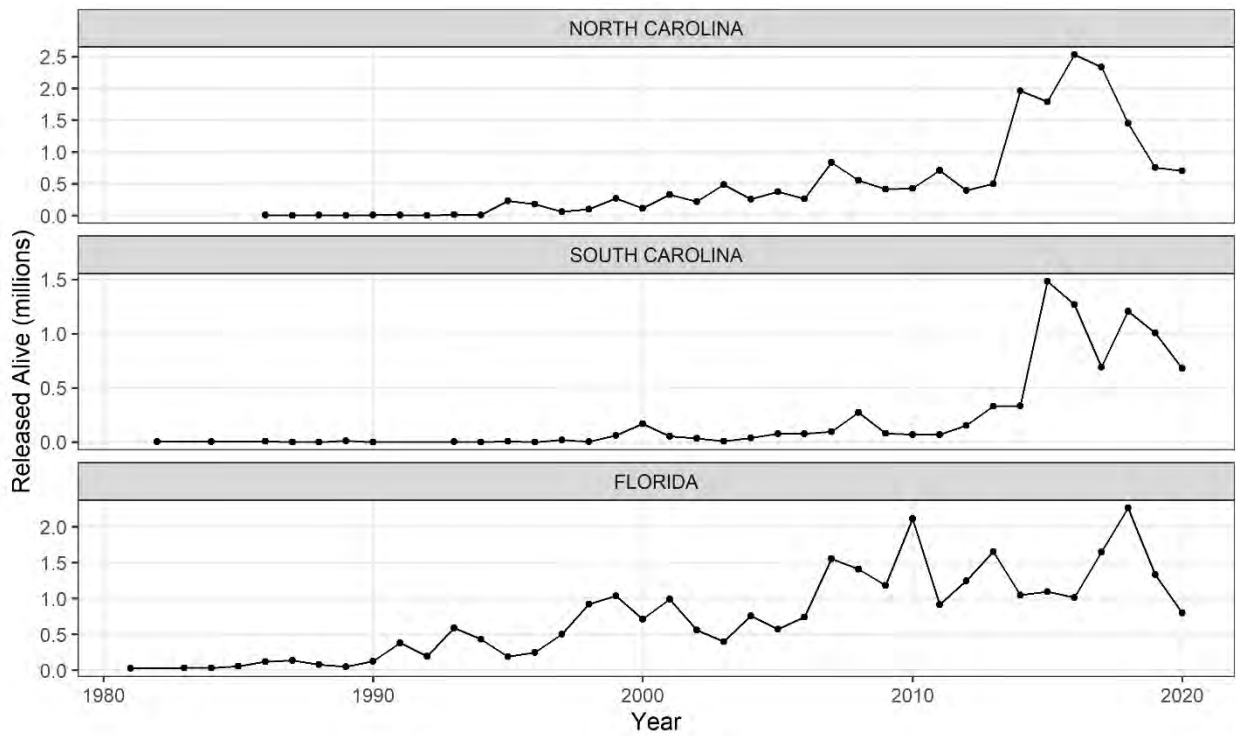 NORTH CAROLINA
2.5
2.0
1.5
1.0
0.5
0.0
SOUTH CAROLINA
1.5
1.0
0.5
0.0
FLORIDA
2.0
1.5
1.0
0.5
0.0
Released Alive (millions)
1980 1990 2000 2010 2020
Year